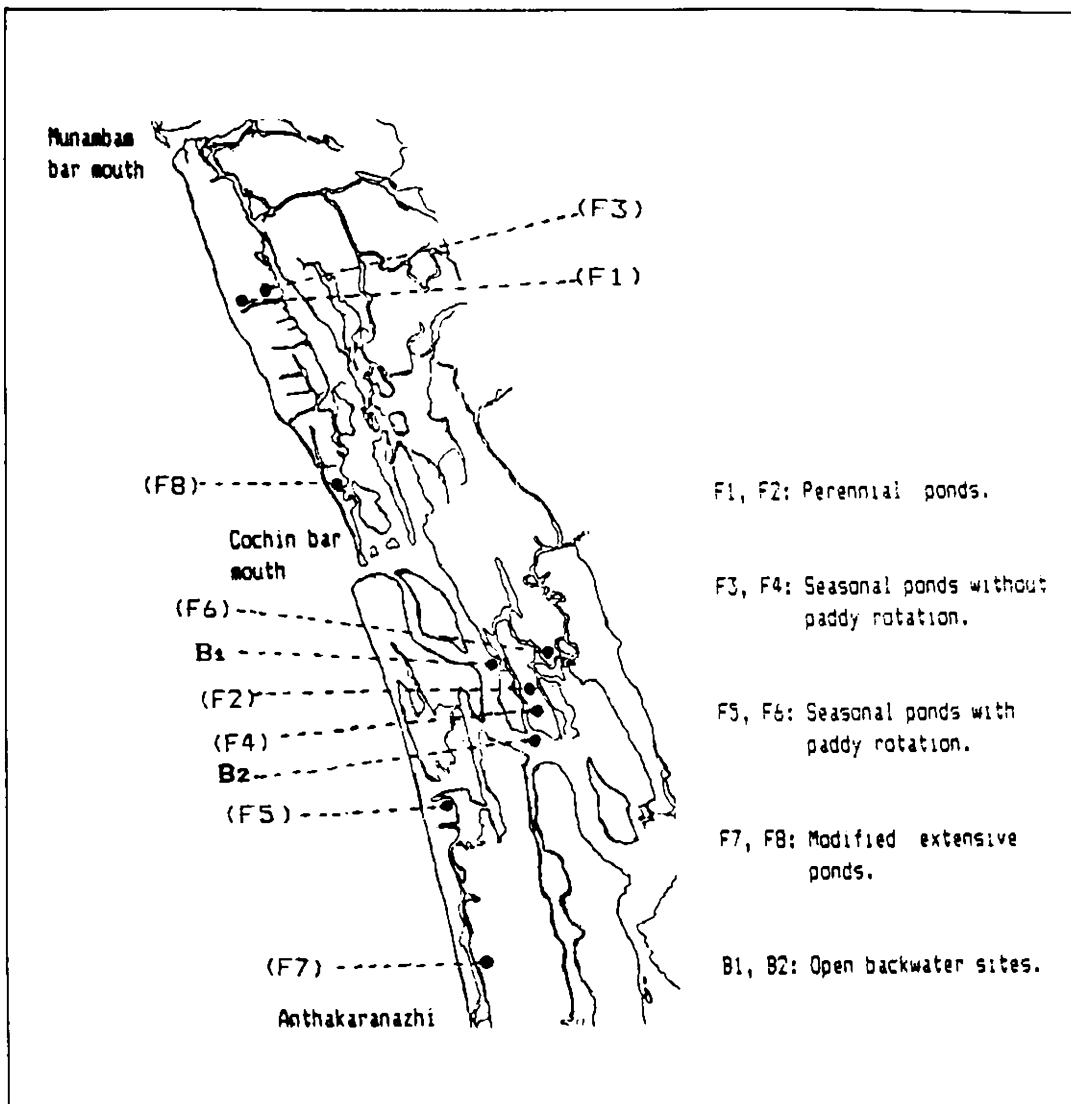 Munambam
bar mouth
(F3)
(F1)
(F8)
Cochin bar
mouth
(F6)
B1
(F2)
(F4)
B2
(F5)
(F7)
Anthakaranazhi
F1, F2: Perennial ponds.
F3, F4: Seasonal ponds without
paddy rotation.
F5, F6: Seasonal ponds with
paddy rotation.
F7, F8: Modified extensive
ponds.
B1, B2: Open backwater sites.